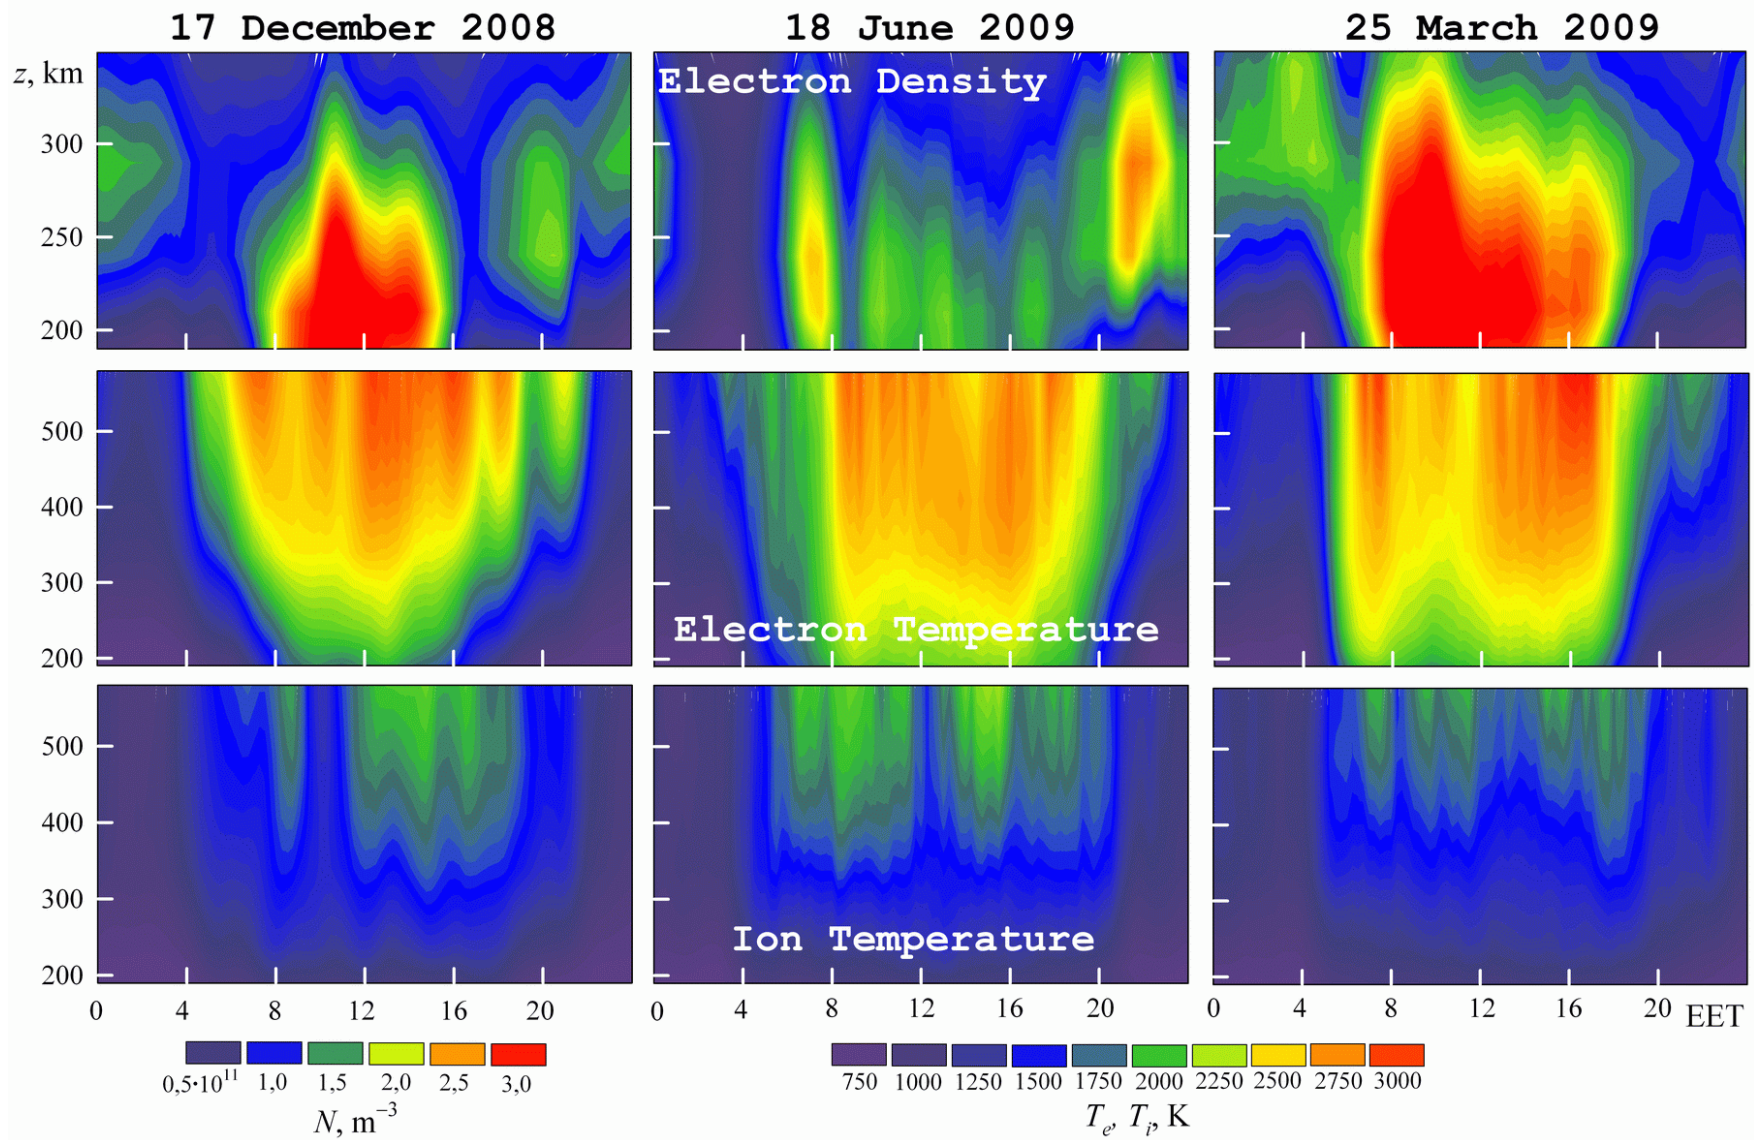 17 December 2008 18 June 2009 25 March 2009
z, km
Electron Density
300
250
200
500
400
300
200
Electron Temperature
500
400
300
200
Ion Temperature
0 4 8 12 16 20 0 4 8 12 16 20 0 4 8 12 16 20 EET
0,5·10¹¹ 1,0 1,5 2,0 2,5 3,0
N, m⁻³
750 1000 1250 1500 1750 2000 2250 2500 2750 3000
Te, Ti, K